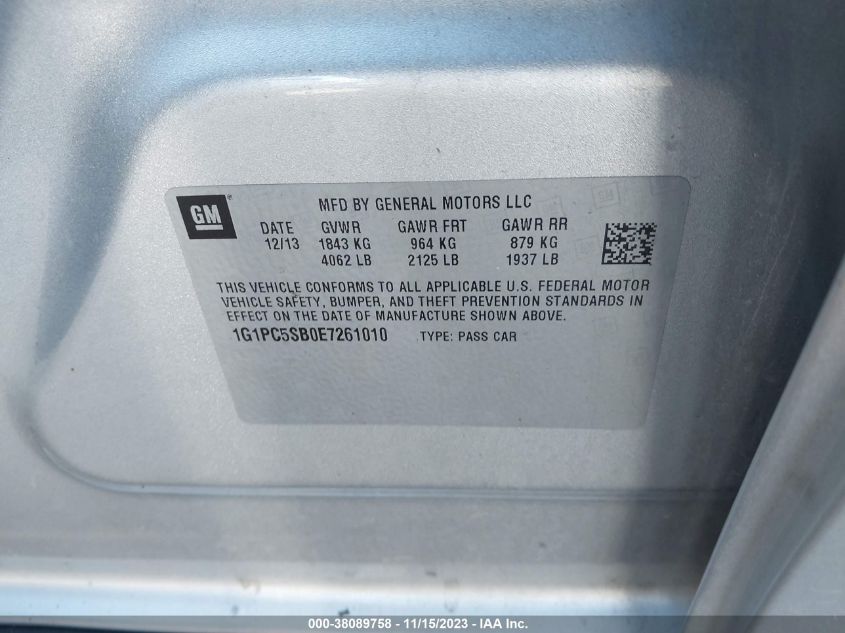 GM
MFD BY GENERAL MOTORS LLC
DATE GVWR GAWR FRT GAWR RR
12/13 1843 KG 964 KG 879 KG
4062 LB 2125 LB 1937 LB
THIS VEHICLE CONFORMS TO ALL APPLICABLE U.S. FEDERAL MOTOR
VEHICLE SAFETY, BUMPER, AND THEFT PREVENTION STANDARDS IN
EFFECT ON THE DATE OF MANUFACTURE SHOWN ABOVE.
1G1PC5SB0E7261010 TYPE: PASS CAR
000-38089758 - 11/15/2023 - IAA Inc.